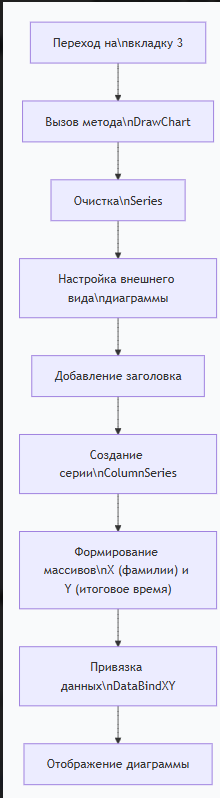 Переход на\nвкладку 3
Вызов метода\nDrawChart
Очистка\nSeries
Настройка внешнего
вида\nдиаграммы
Добавление заголовка
Создание
серии\nColumnSeries
Формирование
массивов\nX (фамилии) и
Y (итоговое время)
Привязка
данных\nDataBindXY
Отображение диаграммы